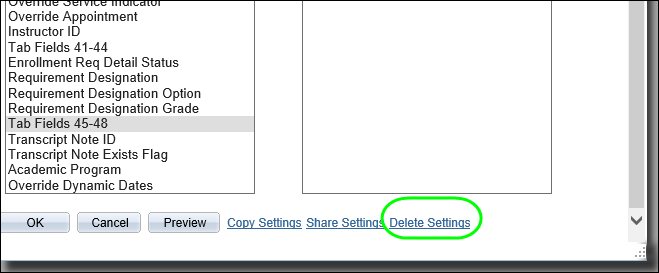 Override Service Indicator
Override Appointment
Instructor ID
Tab Fields 41-44
Enrollment Req Detail Status
Requirement Designation
Requirement Designation Option
Requirement Designation Grade
Tab Fields 45-48
Transcript Note ID
Transcript Note Exists Flag
Academic Program
Override Dynamic Dates
OK Cancel Preview Copy Settings Share Settings Delete Settings